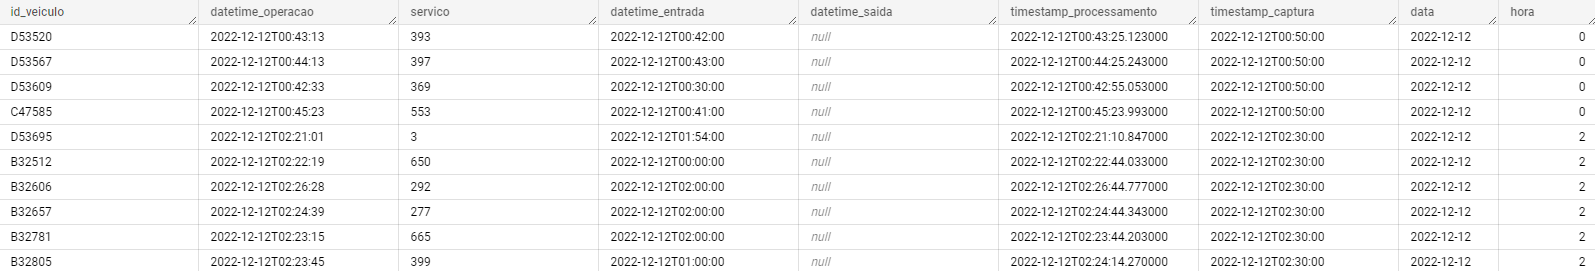 id_veiculo datetime_operacao servico datetime_entrada datetime_saida timestamp_processamento timestamp_captura data hora
D53520 2022-12-12T00:43:13 393 2022-12-12T00:42:00 null 2022-12-12T00:43:25.123000 2022-12-12T00:50:00 2022-12-12 0
D53567 2022-12-12T00:44:13 397 2022-12-12T00:43:00 null 2022-12-12T00:44:25.243000 2022-12-12T00:50:00 2022-12-12 0
D53609 2022-12-12T00:42:33 369 2022-12-12T00:30:00 null 2022-12-12T00:42:55.053000 2022-12-12T00:50:00 2022-12-12 0
C47585 2022-12-12T00:45:23 553 2022-12-12T00:41:00 null 2022-12-12T00:45:23.993000 2022-12-12T00:50:00 2022-12-12 0
D53695 2022-12-12T02:21:01 3 2022-12-12T01:54:00 null 2022-12-12T02:21:10.847000 2022-12-12T02:30:00 2022-12-12 2
B32512 2022-12-12T02:22:19 650 2022-12-12T00:00:00 null 2022-12-12T02:22:44.033000 2022-12-12T02:30:00 2022-12-12 2
B32606 2022-12-12T02:26:28 292 2022-12-12T02:00:00 null 2022-12-12T02:26:44.777000 2022-12-12T02:30:00 2022-12-12 2
B32657 2022-12-12T02:24:39 277 2022-12-12T02:00:00 null 2022-12-12T02:24:44.343000 2022-12-12T02:30:00 2022-12-12 2
B32781 2022-12-12T02:23:15 665 2022-12-12T02:00:00 null 2022-12-12T02:23:44.203000 2022-12-12T02:30:00 2022-12-12 2
B32805 2022-12-12T02:23:45 399 2022-12-12T01:00:00 null 2022-12-12T02:24:14.270000 2022-12-12T02:30:00 2022-12-12 2